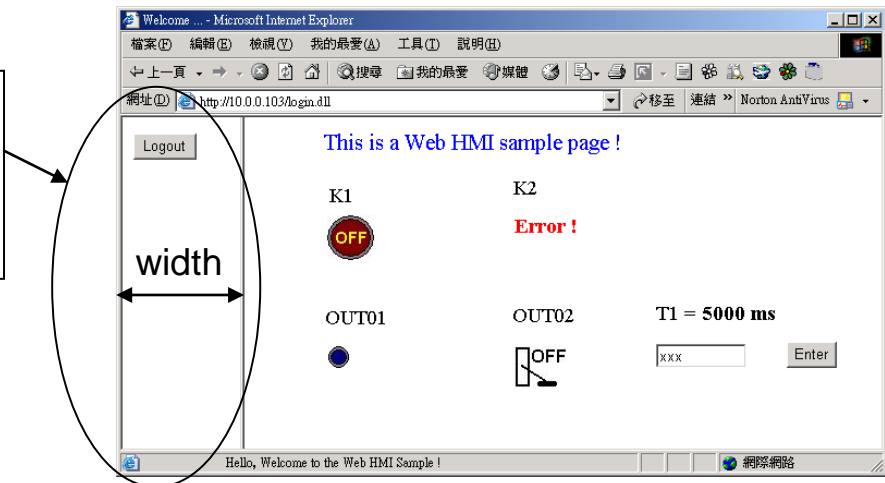 Welcome ... - Microsoft Internet Explorer
檔案(F) 編輯(E) 檢視(V) 我的最愛(A) 工具(T) 說明(H)
上一頁 搜尋 我的最愛 媒體
網址(D) http://10.0.0.103/login.dll 移至 連結 » Norton AntiVirus
Logout
This is a Web HMI sample page !
K1 K2
OFF Error !
width
OUT01 OUT02 T1 = 5000 ms
OFF xxx Enter
Hello, Welcome to the Web HMI Sample ! 網際網路